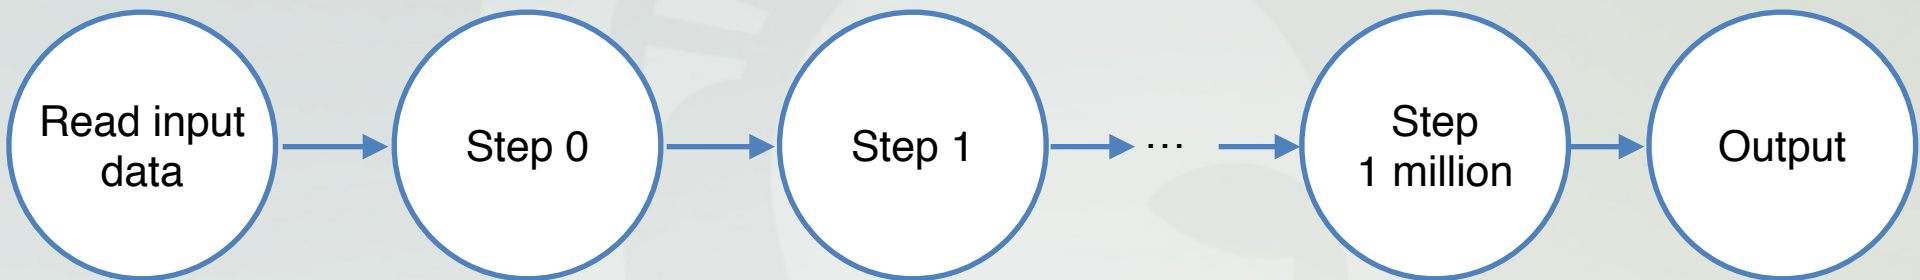 Read input
data
Step 0
Step 1
...
Step
1 million
Output